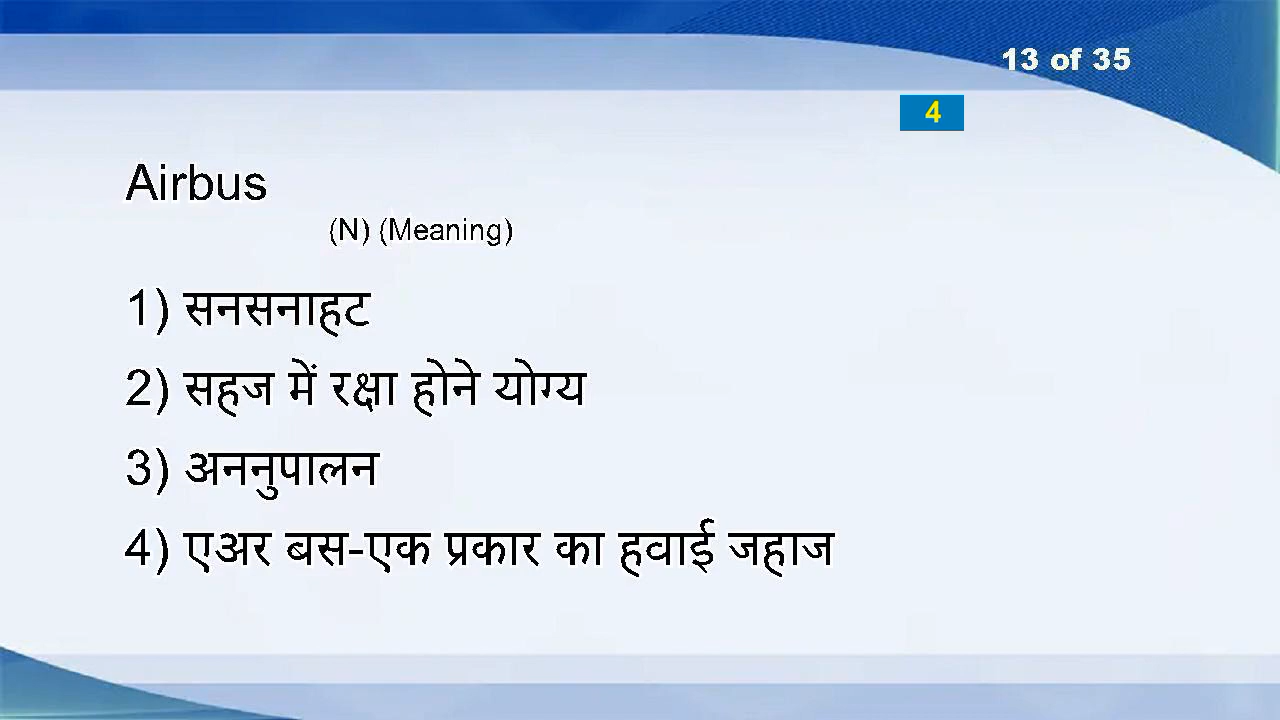 13 of 35
4
Airbus
(N) (Meaning)
1) सनसनाहट
2) सहज में रक्षा होने योग्य
3) अननुपालन
4) एअर बस-एक प्रकार का हवाई जहाज